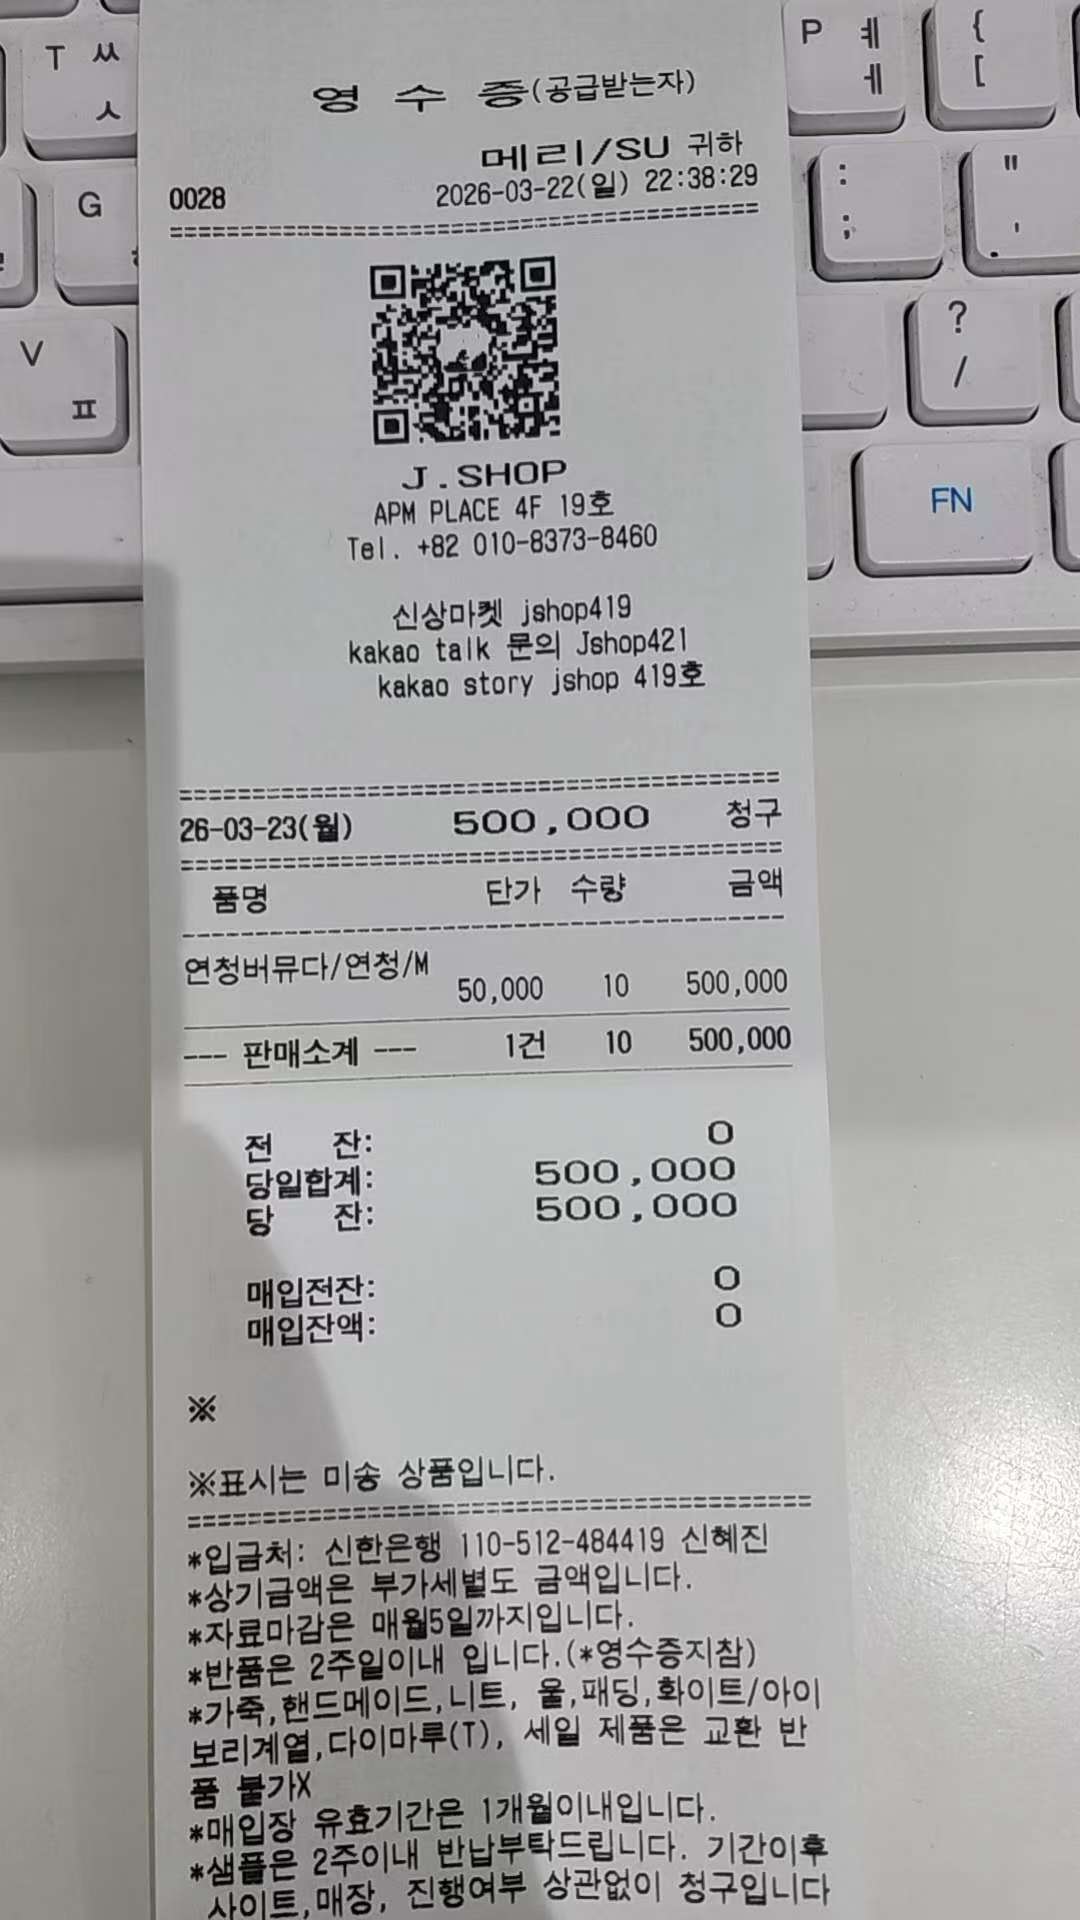 T ㅆ
ㅅ
P ㅖ
ㅔ
{
[
G
:
;
"
'
V
ㅍ
?
/
FN
영 수 증(공급받는자)
메리/SU 귀하
0028 2026-03-22(일) 22:38:29
J.SHOP
APM PLACE 4F 19호
Tel. +82 010-8373-8460
신상마켓 jshop419
kakao talk 문의 Jshop421
kakao story jshop 419호
26-03-23(월) 500,000 청구
품명 단가 수량 금액
연청버뮤다/연청/M
50,000 10 500,000
--- 판매소계 --- 1건 10 500,000
전 잔: 0
당일합계: 500,000
당 잔: 500,000
매입전잔: 0
매입잔액: 0
※
※표시는 미송 상품입니다.
*입금처: 신한은행 110-512-484419 신혜진
*상기금액은 부가세별도 금액입니다.
*자료마감은 매월5일까지입니다.
*반품은 2주일이내 입니다.(*영수증지참)
*가죽,핸드메이드,니트, 울,패딩,화이트/아이
보리계열,다이마루(T), 세일 제품은 교환 반
품 불가X
*매입장 유효기간은 1개월이내입니다.
*샘플은 2주이내 반납부탁드립니다. 기간이후
사이트,매장, 진행여부 상관없이 청구입니다